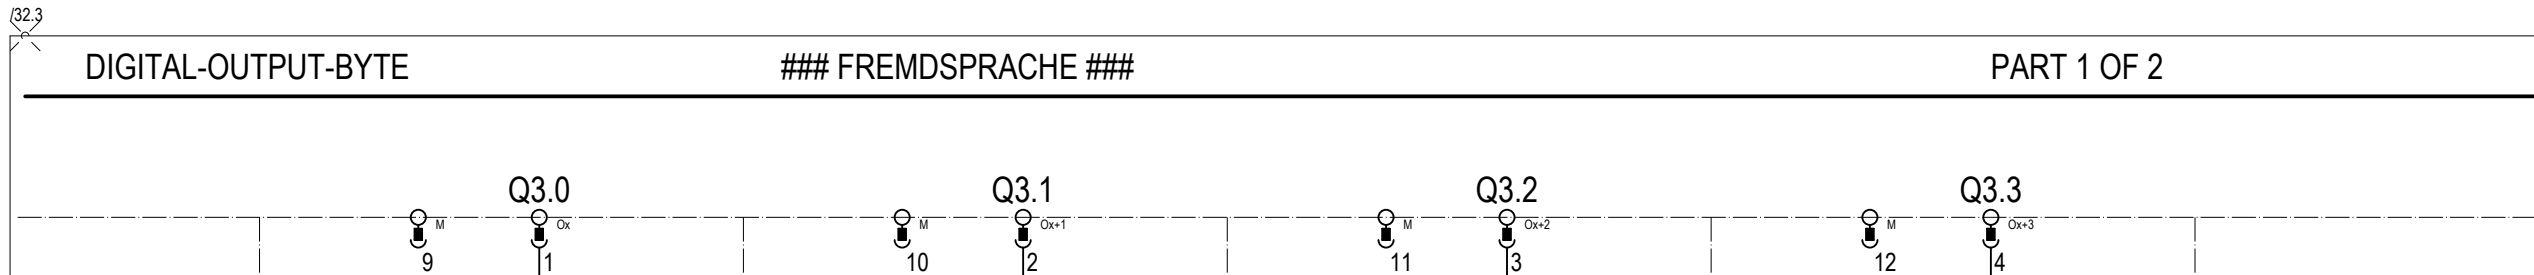 /32.3
DIGITAL-OUTPUT-BYTE ### FREMDSPRACHE ### PART 1 OF 2
Q3.0 Q3.1 Q3.2 Q3.3
M Ox M Ox+1 M Ox+2 M Ox+3
9 1 10 2 11 3 12 4